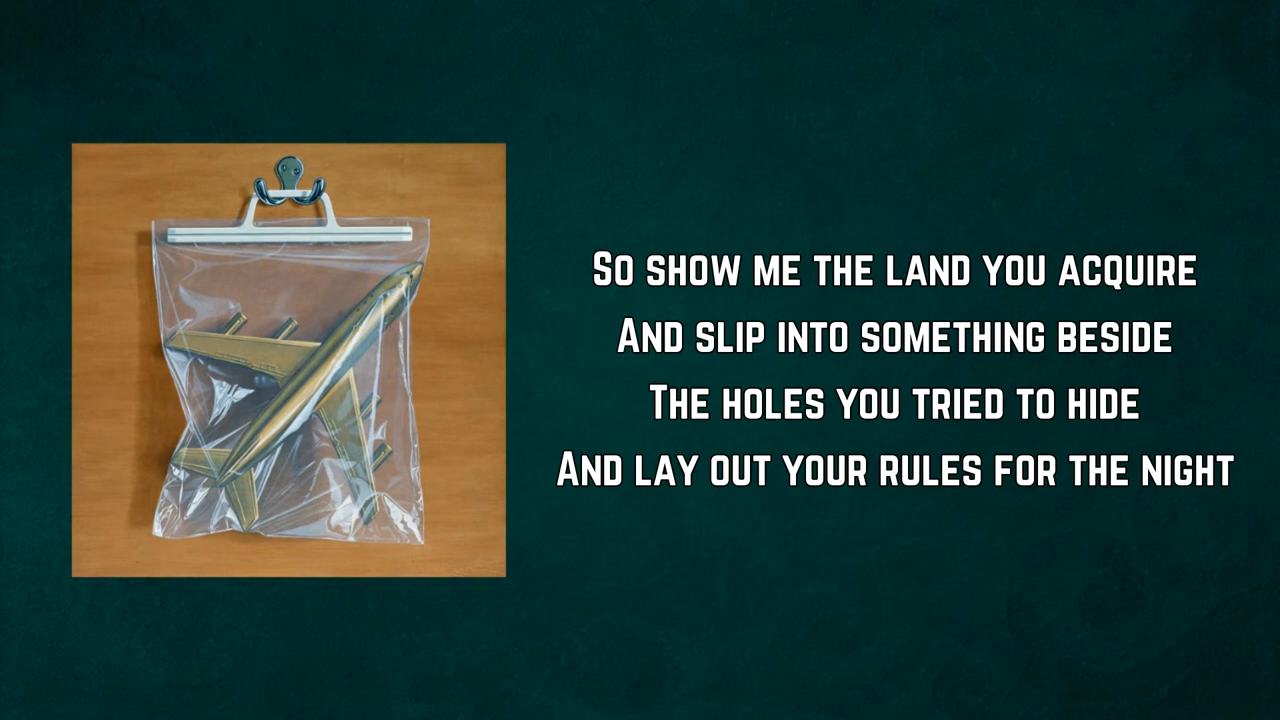 So show me the land you acquire
And slip into something beside
The holes you tried to hide
And lay out your rules for the night